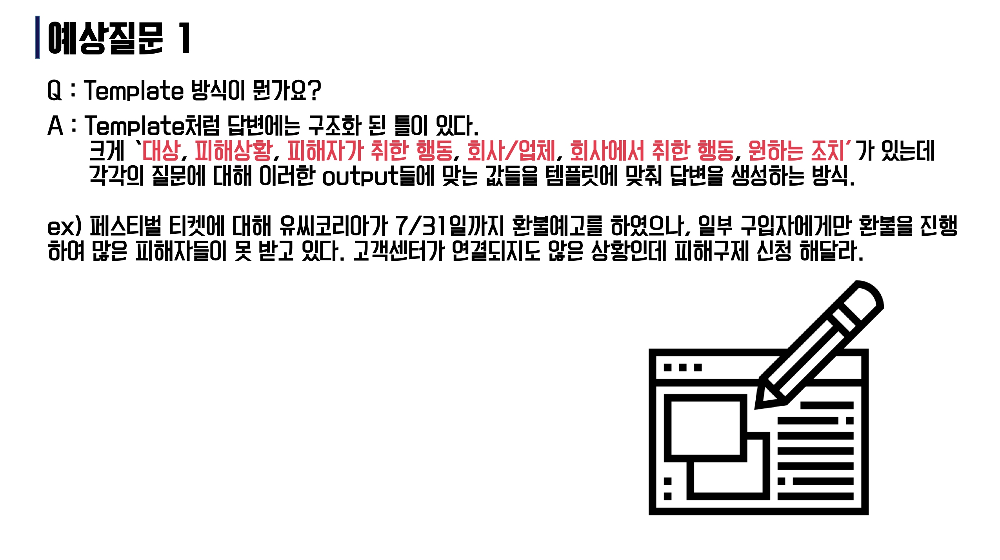 예상질문 1
Q : Template 방식이 뭔가요?
A : Template처럼 답변에는 구조화 된 틀이 있다.
크게 ‘대상, 피해상황, 피해자가 취한 행동, 회사/업체, 회사에서 취한 행동, 원하는 조치’ 가 있는데
각각의 질문에 대해 이러한 output들에 맞는 값들을 템플릿에 맞춰 답변을 생성하는 방식.
ex) 페스티벌 티켓에 대해 유씨코리아가 7/31일까지 환불예고를 하였으나, 일부 구입자에게만 환불을 진행
하여 많은 피해자들이 못 받고 있다. 고객센터가 연결되지도 않은 상황인데 피해구제 신청 해달라.